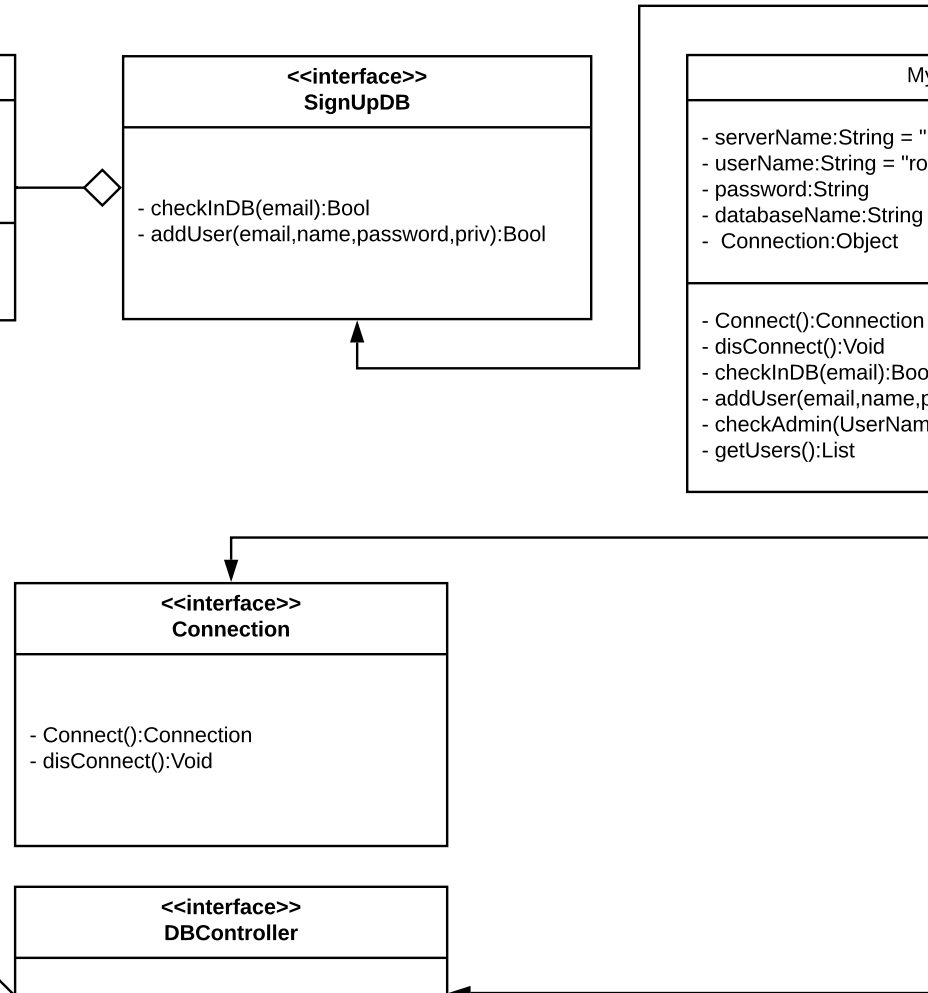 <<interface>>
SignUpDB
- checkInDB(email):Bool
- addUser(email,name,password,priv):Bool
My
- serverName:String = "
- userName:String = "ro
- password:String
- databaseName:String
- Connection:Object
- Connect():Connection
- disConnect():Void
- checkInDB(email):Boo
- addUser(email,name,p
- checkAdmin(UserNam
- getUsers():List
<<interface>>
Connection
- Connect():Connection
- disConnect():Void
<<interface>>
DBController